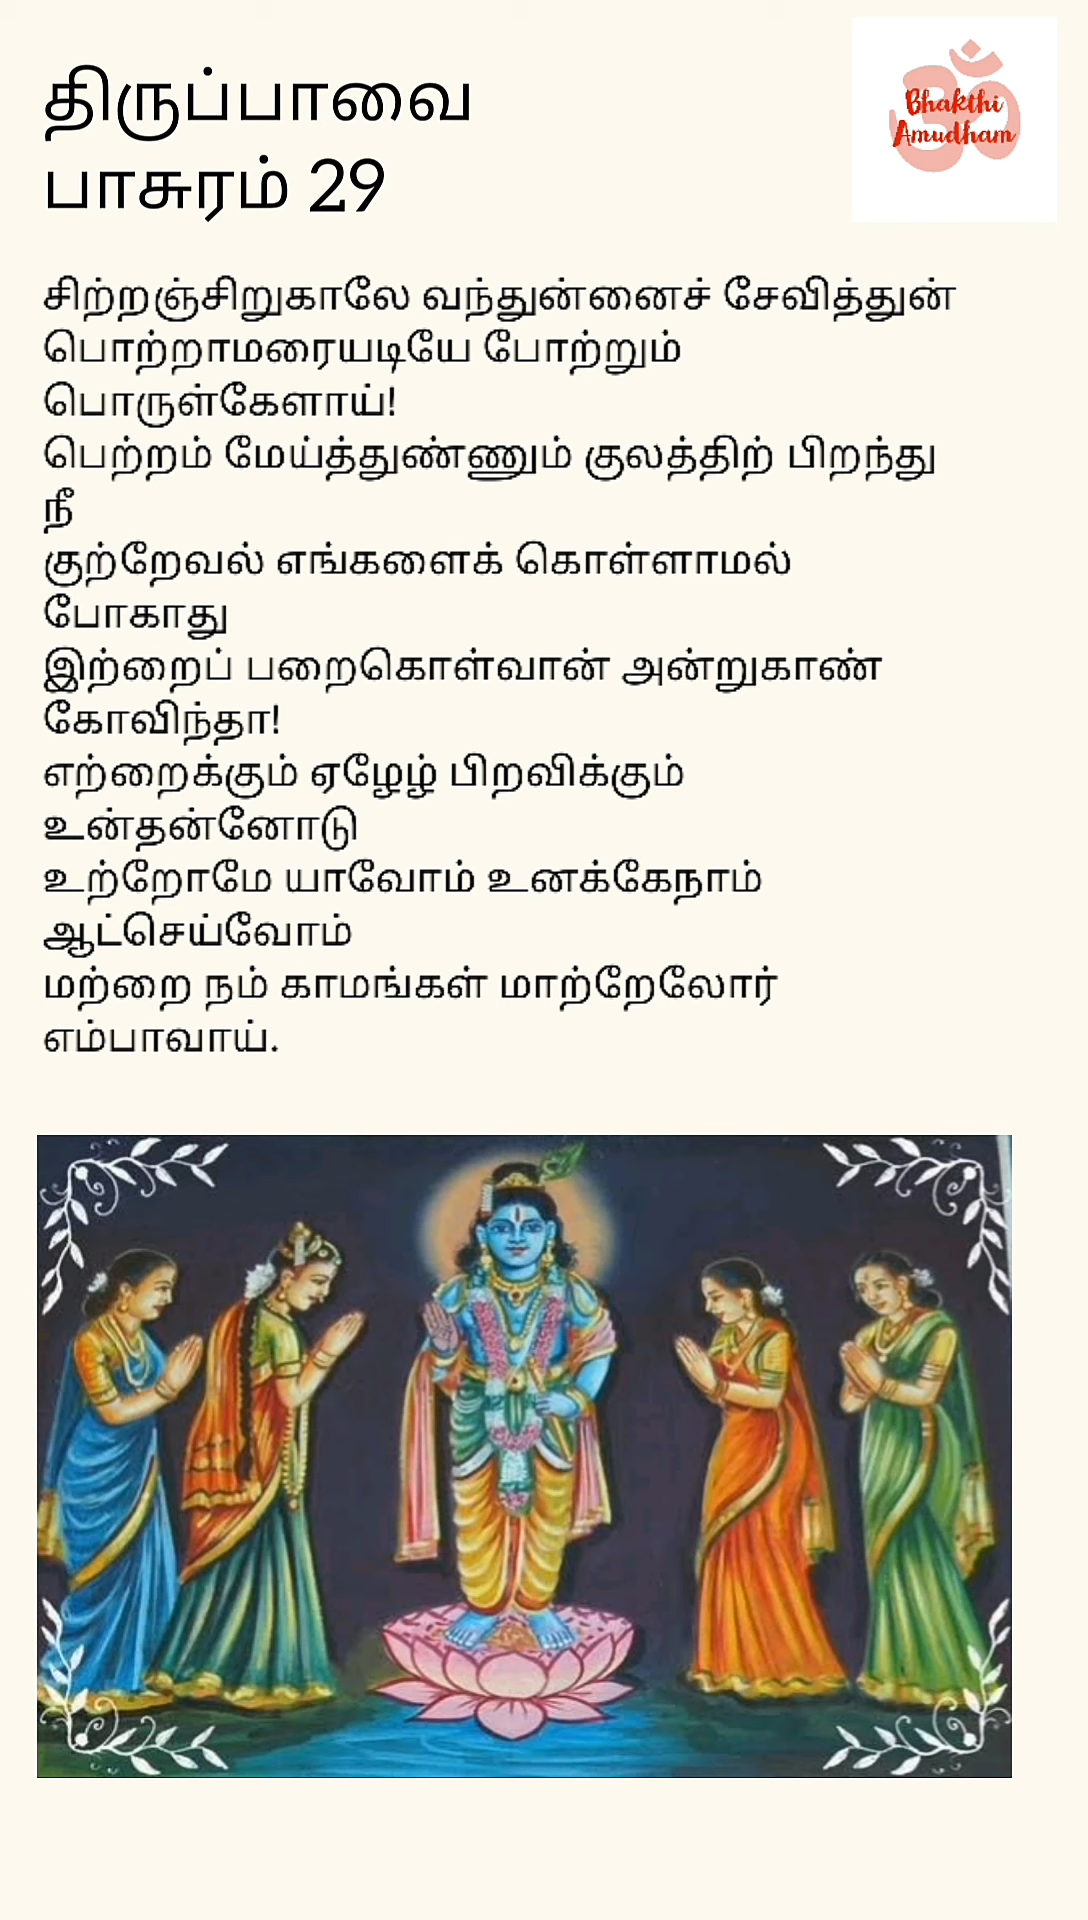 திருப்பாவை
பாசுரம் 29
Bhakthi
Amudham
சிற்றஞ்சிறுகாலே வந்துன்னைச் சேவித்துன்
பொற்றாமரையடியே போற்றும்
பொருள்கேளாய்!
பெற்றம் மேய்த்துண்ணும் குலத்திற் பிறந்து
நீ
குற்றேவல் எங்களைக் கொள்ளாமல்
போகாது
இற்றைப் பறைகொள்வான் அன்றுகாண்
கோவிந்தா!
எற்றைக்கும் ஏழேழ் பிறவிக்கும்
உன்தன்னோடு
உற்றோமே யாவோம் உனக்கேநாம்
ஆட்செய்வோம்
மற்றை நம் காமங்கள் மாற்றேலோர்
எம்பாவாய்.